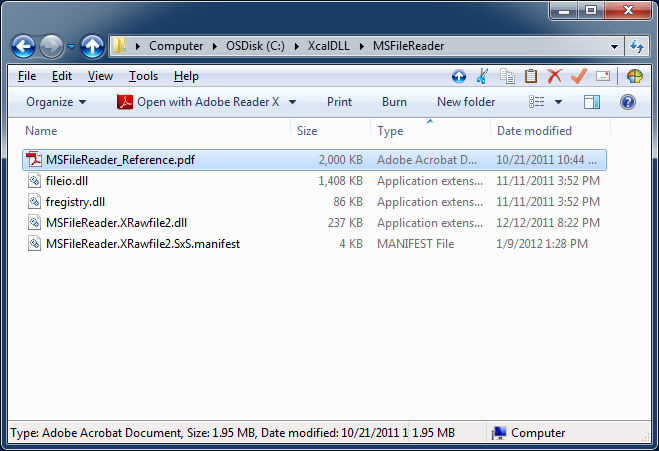 Computer OSDisk (C:) XcalDLL MSFileReader
File Edit View Tools Help
Organize Open with Adobe Reader X Print Burn New folder
Name Size Type Date modified
MSFileReader_Reference.pdf 2,000 KB Adobe Acrobat D... 10/21/2011 10:44 ...
fileio.dll 1,408 KB Application extens... 11/11/2011 3:52 PM
fregistry.dll 86 KB Application extens... 11/11/2011 3:52 PM
MSFileReader.XRawfile2.dll 237 KB Application extens... 12/12/2011 8:22 PM
MSFileReader.XRawfile2.SxS.manifest 4 KB MANIFEST File 1/9/2012 1:28 PM
Type: Adobe Acrobat Document, Size: 1.95 MB, Date modified: 10/21/2011 1 1.95 MB Computer